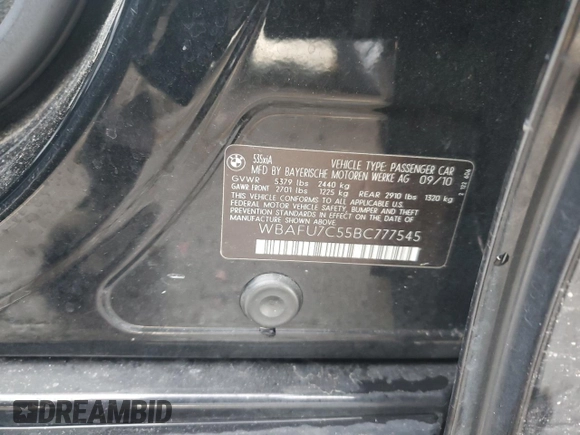 BMW
535xiA VEHICLE TYPE: PASSENGER CAR
MFD BY BAYERISCHE MOTOREN WERKE AG 09/10
GVWR 5379 lbs 2440 kg
GAWR FRONT 2701 lbs 1225 kg REAR 2910 lbs 1320 kg
THIS VEHICLE CONFORMS TO ALL APPLICABLE U.S.
FEDERAL MOTOR VEHICLE SAFETY, BUMPER AND THEFT
PREVENTION STANDARDS IN EFFECT ON THE DATE OF
MANUFACTURE SHOWN ABOVE:
WBAFU7C55BC777545
DREAMBID